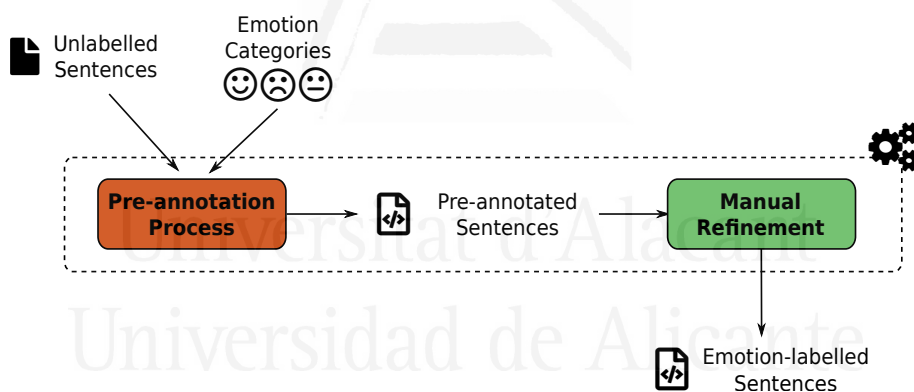 Unlabelled
Sentences
Emotion
Categories
Pre-annotation
Process
</>
Pre-annotated
Sentences
Manual
Refinement
Universitat d'Alacant
Universidad de Alicante
</>
Emotion-labelled
Sentences